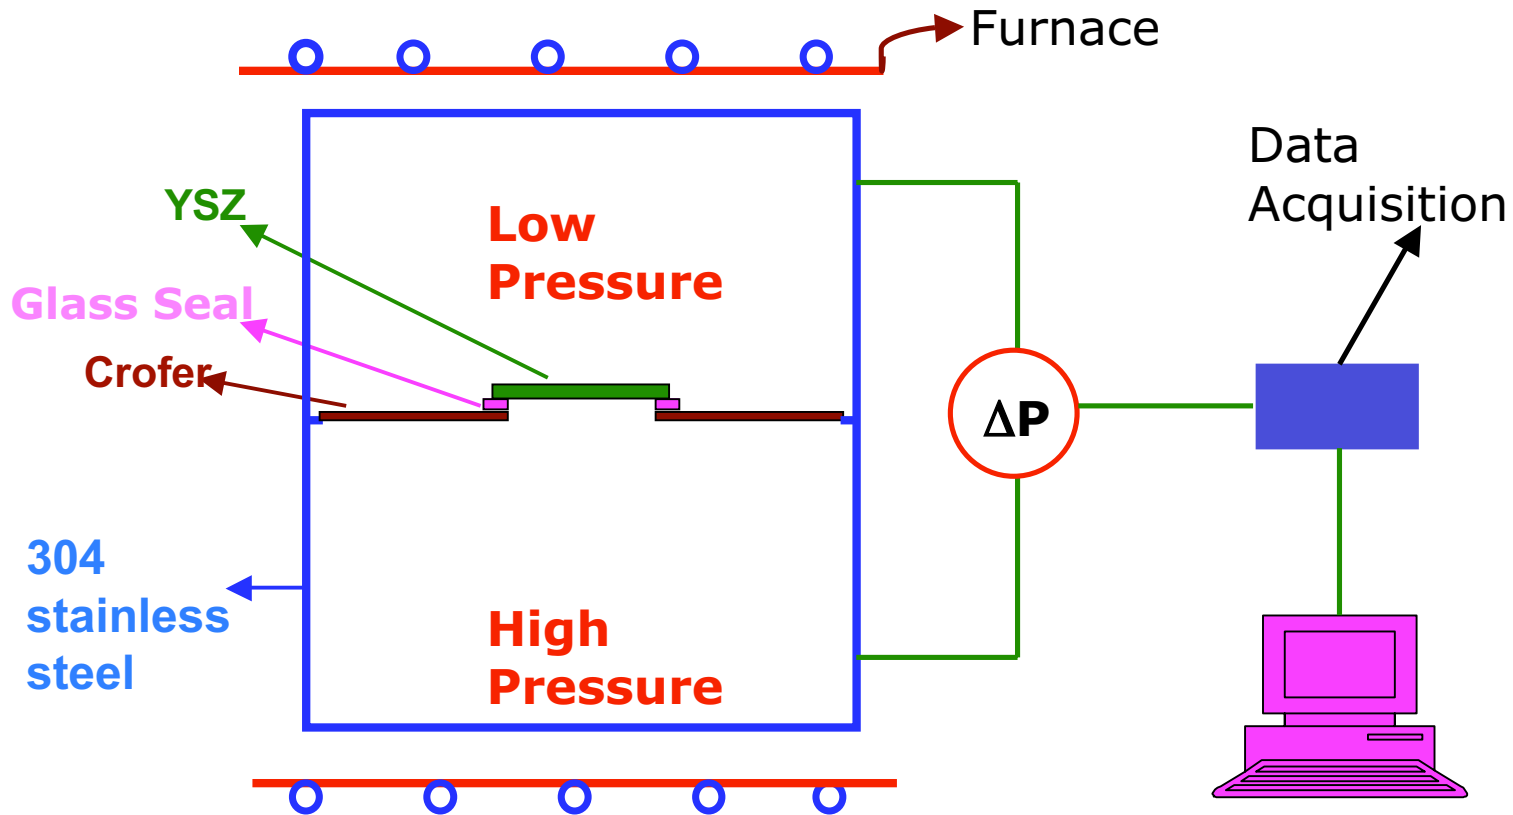 Furnace
Data
Acquisition
YSZ
Low
Pressure
Glass Seal
Crofer
ΔP
304
stainless
steel
High
Pressure